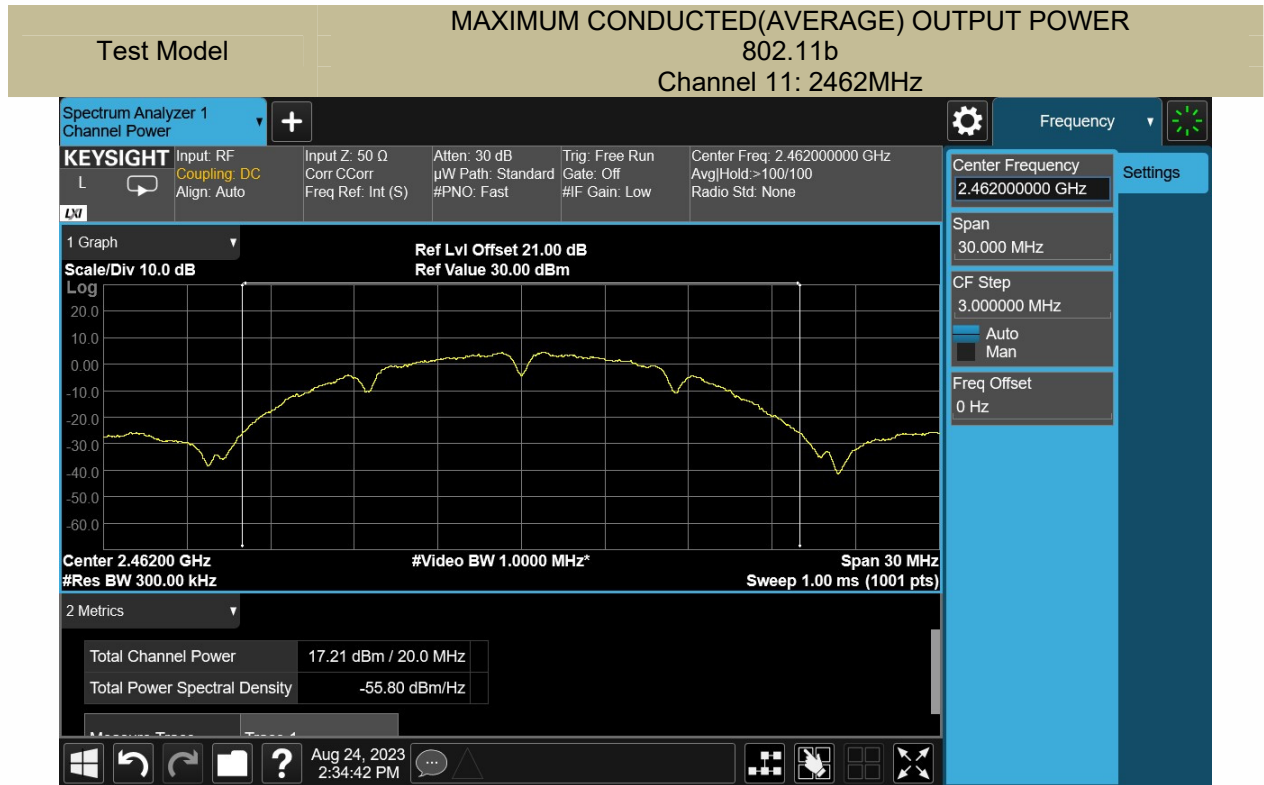 Test Model
MAXIMUM CONDUCTED(AVERAGE) OUTPUT POWER
802.11b
Channel 11: 2462MHz
Spectrum Analyzer 1
Channel Power
Frequency
KEYSIGHT
L
LXI
Input: RF
Coupling: DC
Align: Auto
Input Z: 50 Ω
Corr CCorr
Freq Ref: Int (S)
Atten: 30 dB
µW Path: Standard
#PNO: Fast
Trig: Free Run
Gate: Off
#IF Gain: Low
Center Freq: 2.462000000 GHz
Avg|Hold:>100/100
Radio Std: None
Center Frequency
2.462000000 GHz
Settings
Span
30.000 MHz
CF Step
3.000000 MHz
Auto
Man
Freq Offset
0 Hz
1 Graph
Scale/Div 10.0 dB
Ref Lvl Offset 21.00 dB
Ref Value 30.00 dBm
Log
20.0
10.0
0.00
-10.0
-20.0
-30.0
-40.0
-50.0
-60.0
Center 2.46200 GHz
#Res BW 300.00 kHz
#Video BW 1.0000 MHz*
Span 30 MHz
Sweep 1.00 ms (1001 pts)
2 Metrics
Total Channel Power 17.21 dBm / 20.0 MHz
Total Power Spectral Density -55.80 dBm/Hz
Aug 24, 2023
2:34:42 PM